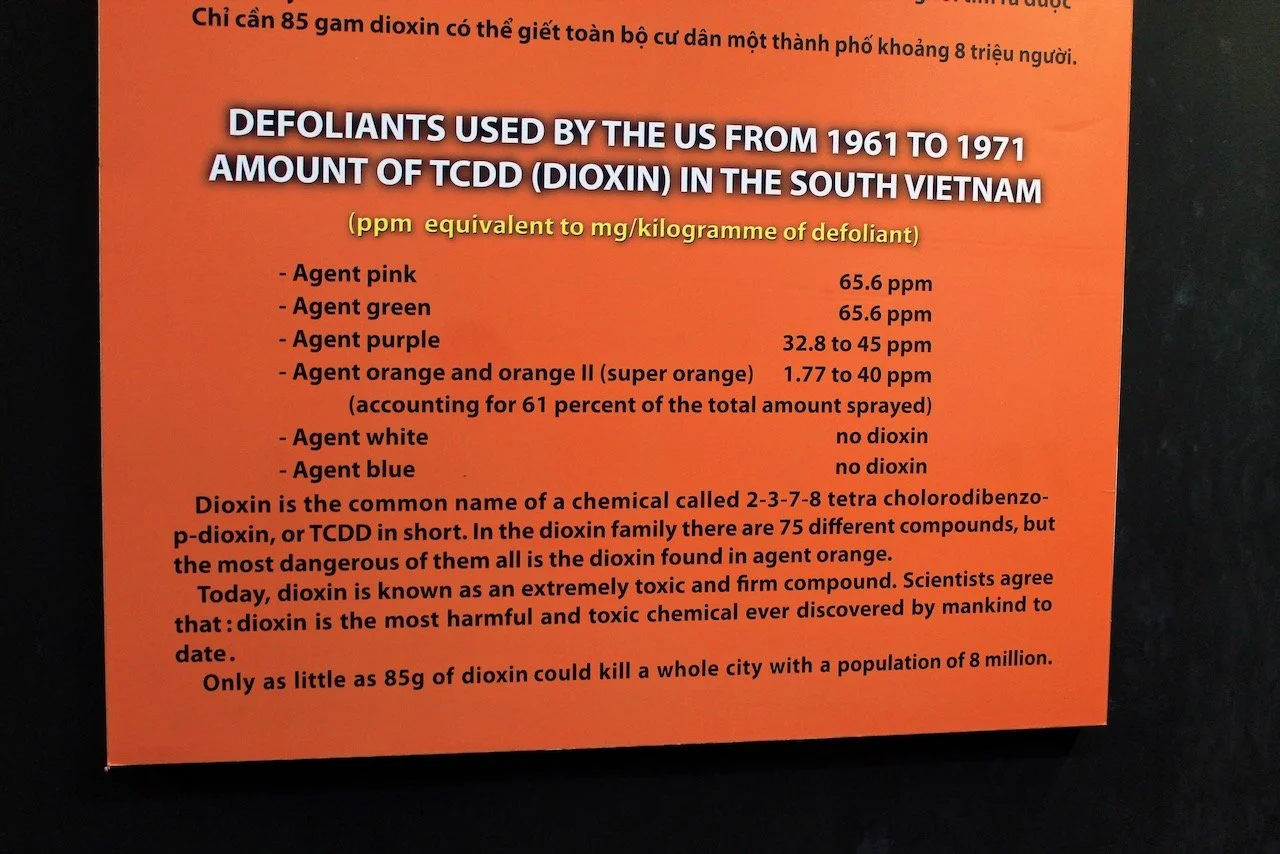 được
Chỉ cần 85 gam dioxin có thể giết toàn bộ cư dân một thành phố khoảng 8 triệu người.
DEFOLIANTS USED BY THE US FROM 1961 TO 1971
AMOUNT OF TCDD (DIOXIN) IN THE SOUTH VIETNAM
(ppm equivalent to mg/kilogramme of defoliant)
- Agent pink 65.6 ppm
- Agent green 65.6 ppm
- Agent purple 32.8 to 45 ppm
- Agent orange and orange II (super orange) 1.77 to 40 ppm
(accounting for 61 percent of the total amount sprayed)
- Agent white no dioxin
- Agent blue no dioxin
Dioxin is the common name of a chemical called 2-3-7-8 tetra cholorodibenzo-
p-dioxin, or TCDD in short. In the dioxin family there are 75 different compounds, but
the most dangerous of them all is the dioxin found in agent orange.
Today, dioxin is known as an extremely toxic and firm compound. Scientists agree
that : dioxin is the most harmful and toxic chemical ever discovered by mankind to
date.
Only as little as 85g of dioxin could kill a whole city with a population of 8 million.